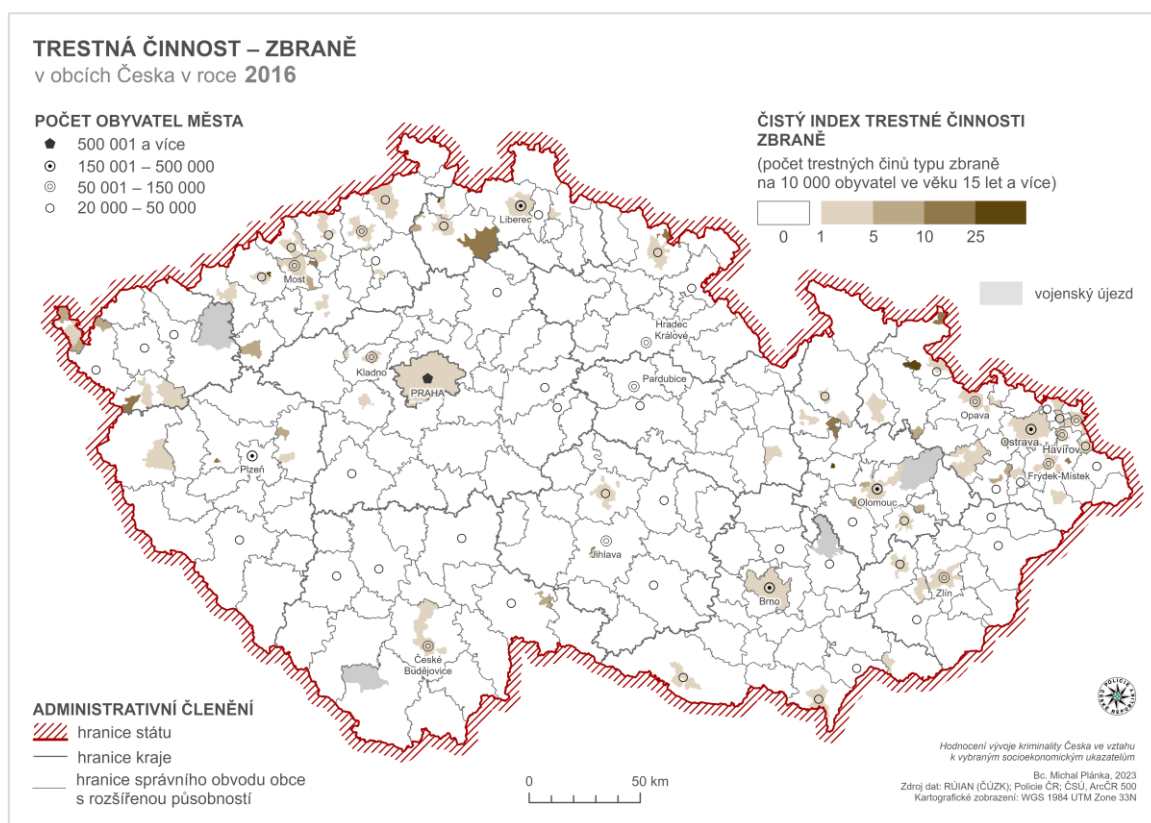 TRESTNÁ ČINNOST – ZBRANĚ
v obcích Česka v roce 2016
POČET OBYVATEL MĚSTA
500 001 a více
150 001 – 500 000
50 001 – 150 000
20 000 – 50 000
ČISTÝ INDEX TRESTNÉ ČINNOSTI
ZBRANĚ
(počet trestných činů typu zbraně
na 10 000 obyvatel ve věku 15 let a více)
0 1 5 10 25
vojenský újezd
Liberec
Most
Hradec
Králové
Kladno
PRAHA
Pardubice
Opava
Ostrava
Havířov
Frýdek-Místek
Plzeň
Olomouc
Jihlava
Brno
Zlín
České
Budějovice
ADMINISTRATIVNÍ ČLENĚNÍ
hranice státu
hranice kraje
hranice správního obvodu obce
s rozšířenou působností
0 50 km
POLICIE
ČESKÉ REPUBLIKY
Hodnocení vývoje kriminality Česka ve vztahu
k vybraným socioekonomickým ukazatelům
Bc. Michal Plánka, 2023
Zdroj dat: RÚIAN (ČÚZK); Policie ČR; ČSÚ, ArcČR 500
Kartografické zobrazení: WGS 1984 UTM Zone 33N